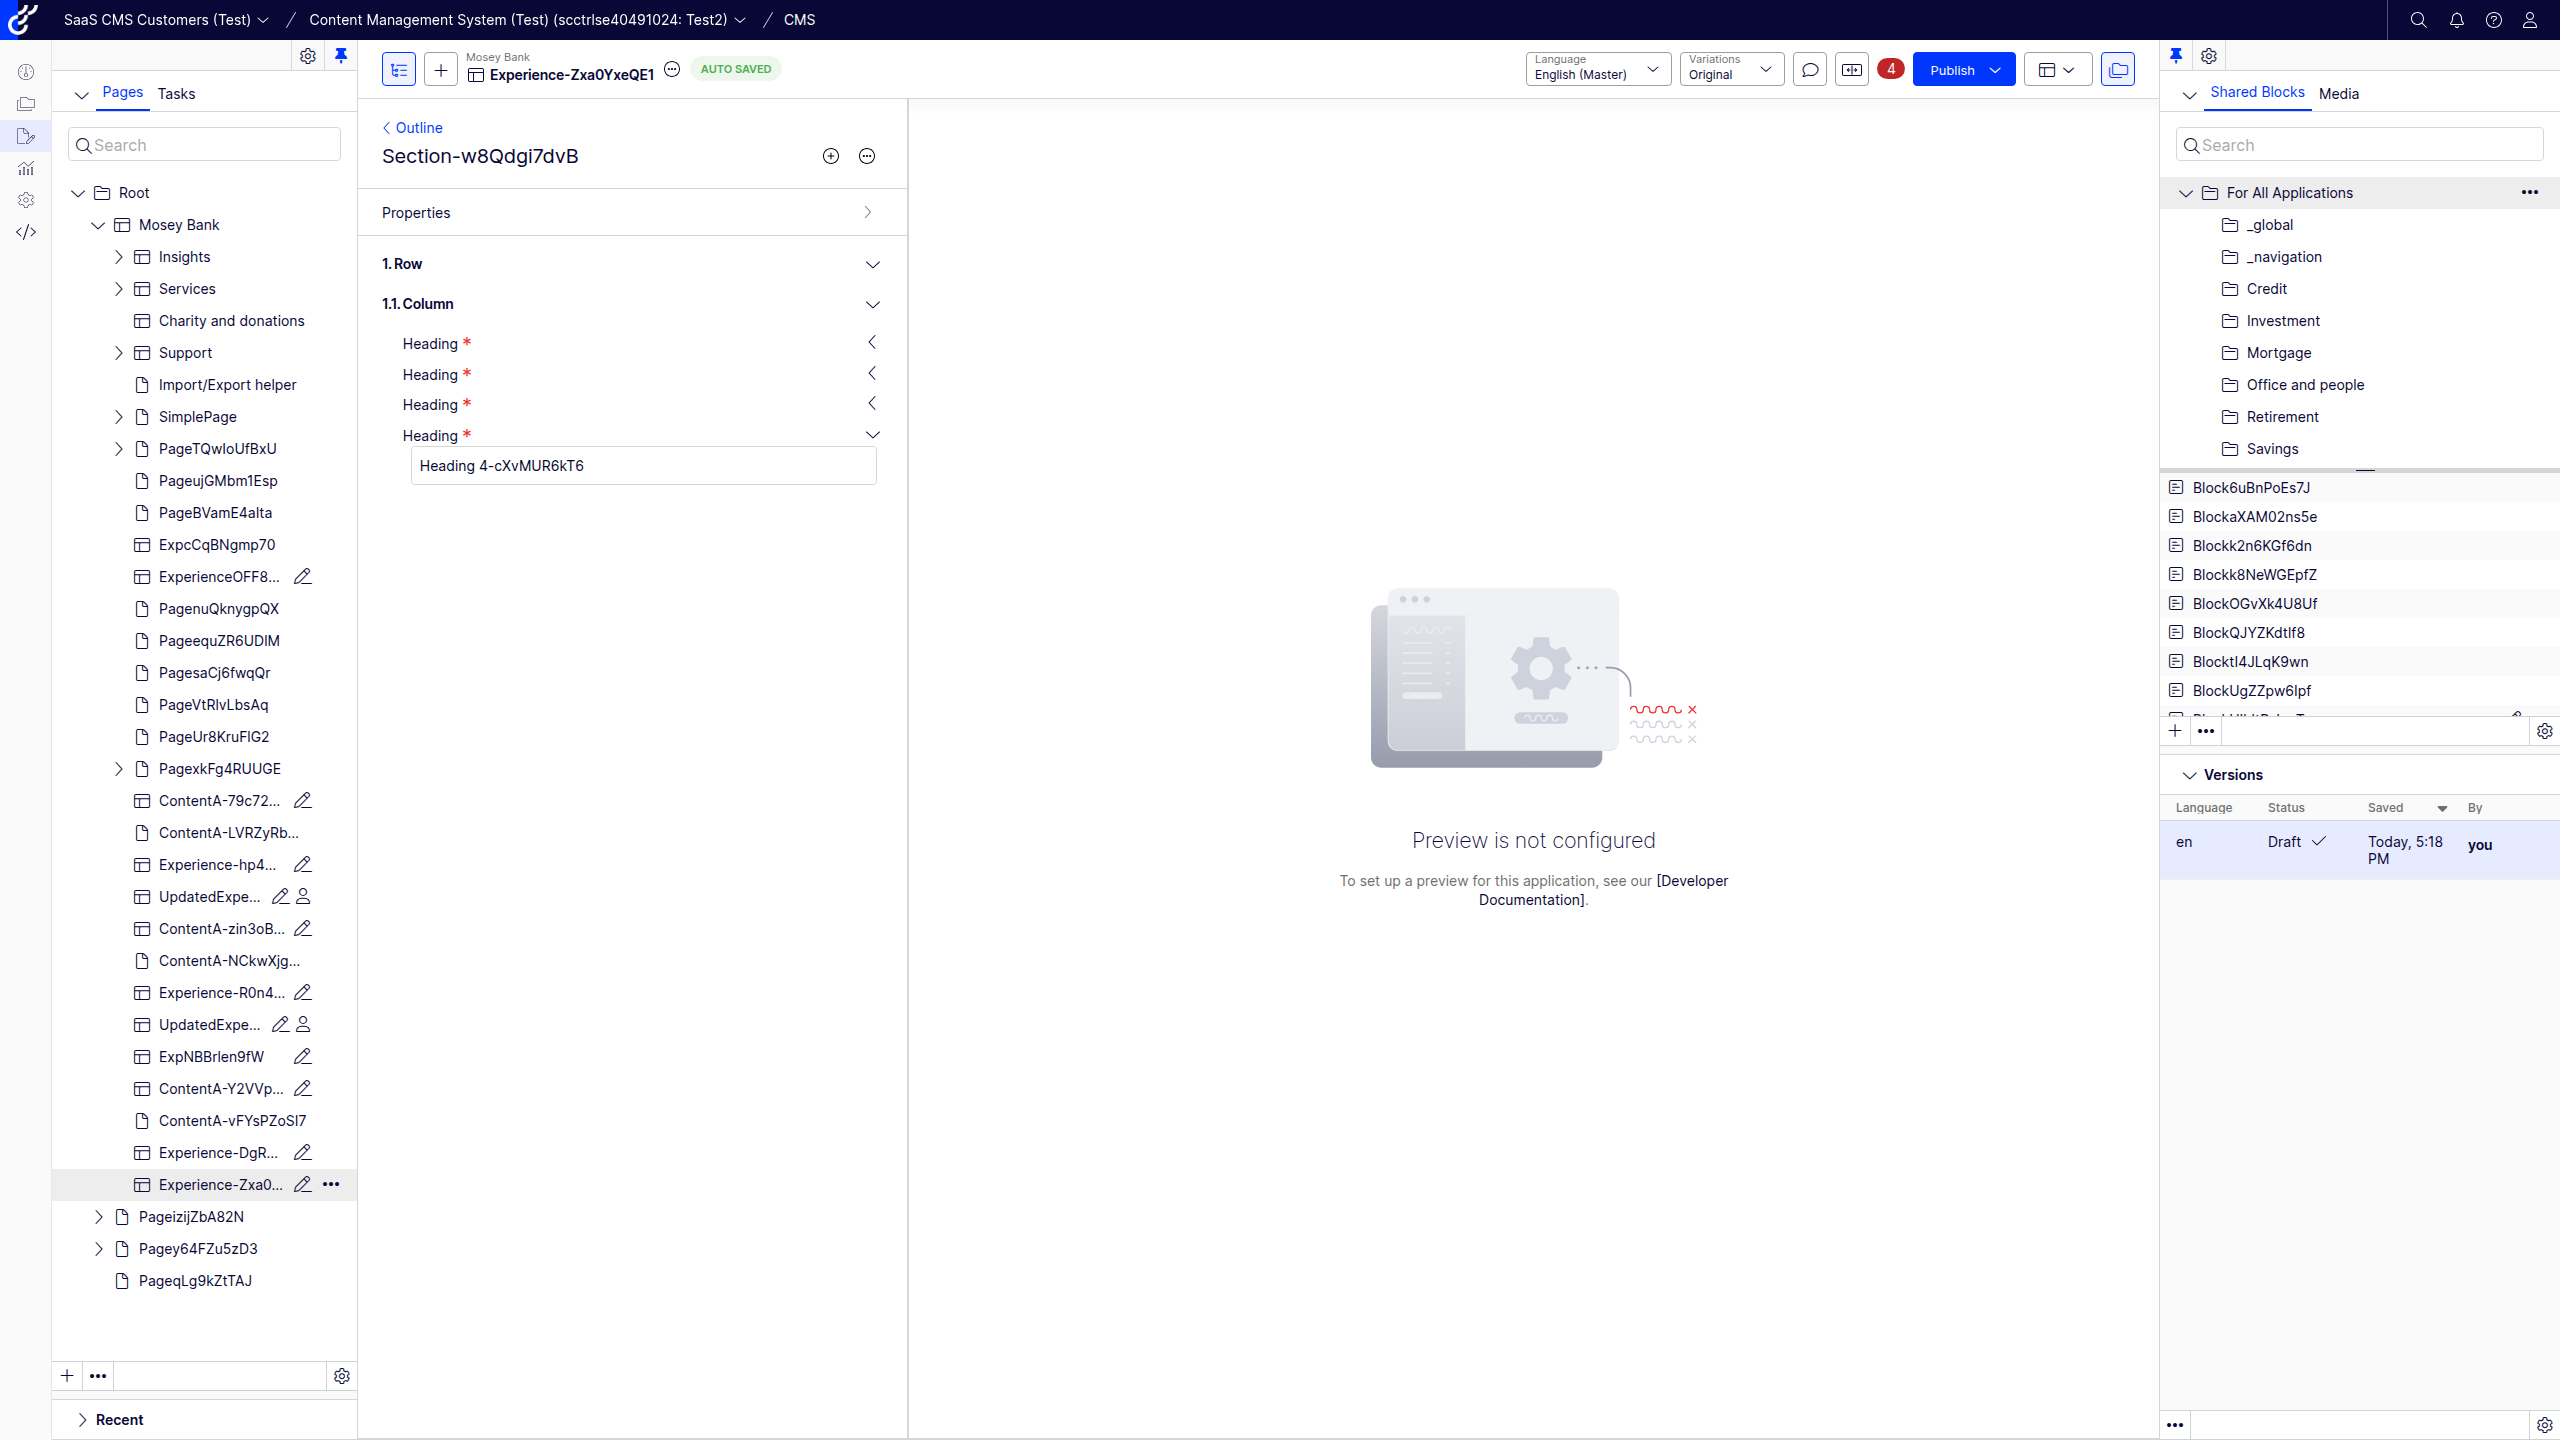 SaaS CMS Customers (Test) / Content Management System (Test) (scctrlse40491024: Test2) / CMS
Pages Tasks
Search
Root
Mosey Bank
Insights
Services
Charity and donations
Support
Import/Export helper
SimplePage
PageTQwIoUfBxU
PageujGMbm1Esp
PageBVamE4aIta
ExpcCqBNgmp70
ExperienceOFF8...
PagenuQknygpQX
PageequZR6UDIM
PagesaCj6fwqQr
PageVtRlvLbsAq
PageUr8KruFlG2
PagexkFg4RUUGE
ContentA-79c72...
ContentA-LVRZyRb...
Experience-hp4...
UpdatedExpe...
ContentA-zin3oB...
ContentA-NCkwXjg...
Experience-R0n4...
UpdatedExpe...
ExpNBBrlen9fW
ContentA-Y2VVp...
ContentA-vFYsPZoSI7
Experience-DgR...
Experience-Zxa0...
PageizijZbA82N
Pagey64FZu5zD3
PageqLg9kZtTAJ
Recent
Mosey Bank
Experience-Zxa0YxeQE1
AUTO SAVED
Language
English (Master)
Variations
Original
4
Publish
Outline
Section-w8Qdgi7dvB
Properties
1. Row
1.1. Column
Heading *
Heading *
Heading *
Heading *
Heading 4-cXvMUR6kT6
Preview is not configured
To set up a preview for this application, see our [Developer
Documentation].
Shared Blocks Media
Search
For All Applications
_global
_navigation
Credit
Investment
Mortgage
Office and people
Retirement
Savings
Block6uBnPoEs7J
BlockaXAM02ns5e
Blockk2n6KGf6dn
Blockk8NeWGEpfZ
BlockOGvXk4U8Uf
BlockQJYZKdtIf8
BlocktI4JLqK9wn
BlockUgZZpw6Ipf
Versions
Language Status Saved By
en Draft Today, 5:18 you
PM